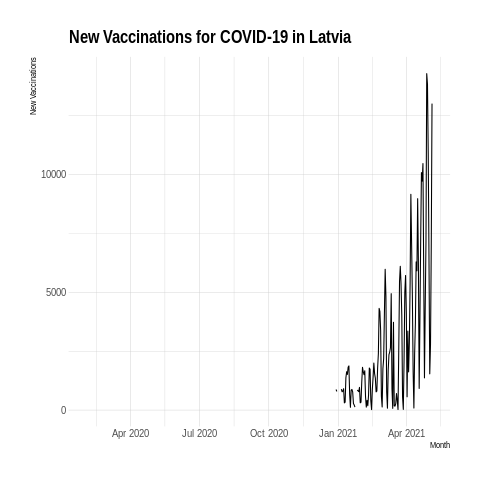 New Vaccinations for COVID-19 in Latvia
New Vaccinations
10000
5000
0
Apr 2020 Jul 2020 Oct 2020 Jan 2021 Apr 2021
Month